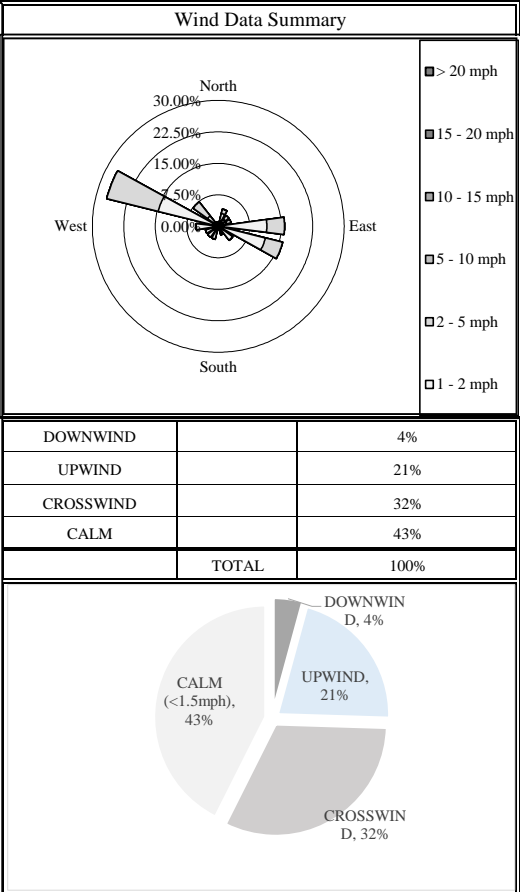 Wind Data Summary
North
30.00%
22.50%
15.00%
7.50%
0.00%
West
East
South
> 20 mph
15 - 20 mph
10 - 15 mph
5 - 10 mph
2 - 5 mph
1 - 2 mph
DOWNWIND 4%
UPWIND 21%
CROSSWIND 32%
CALM 43%
TOTAL 100%
DOWNWIN
D, 4%
UPWIND,
21%
CALM
(<1.5mph),
43%
CROSSWIN
D, 32%